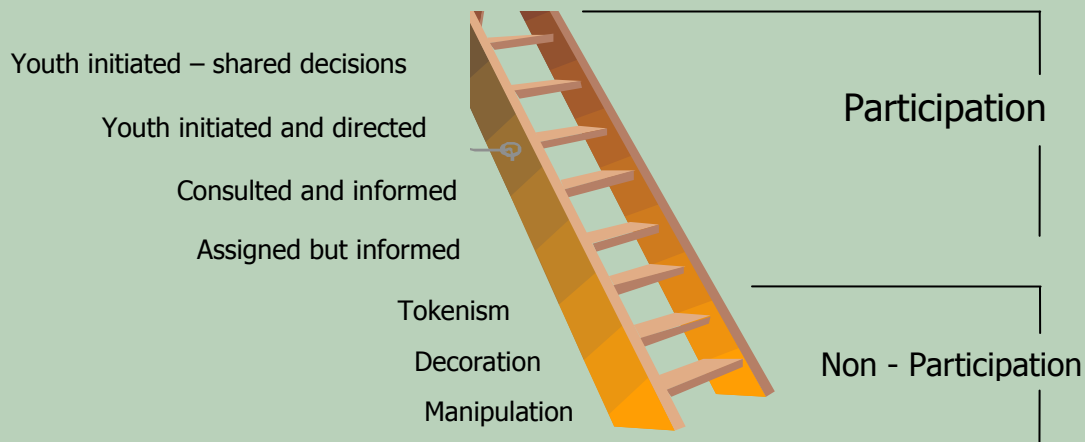 Youth initiated – shared decisions
Youth initiated and directed
Consulted and informed
Assigned but informed
Tokenism
Decoration
Manipulation
Participation
Non - Participation